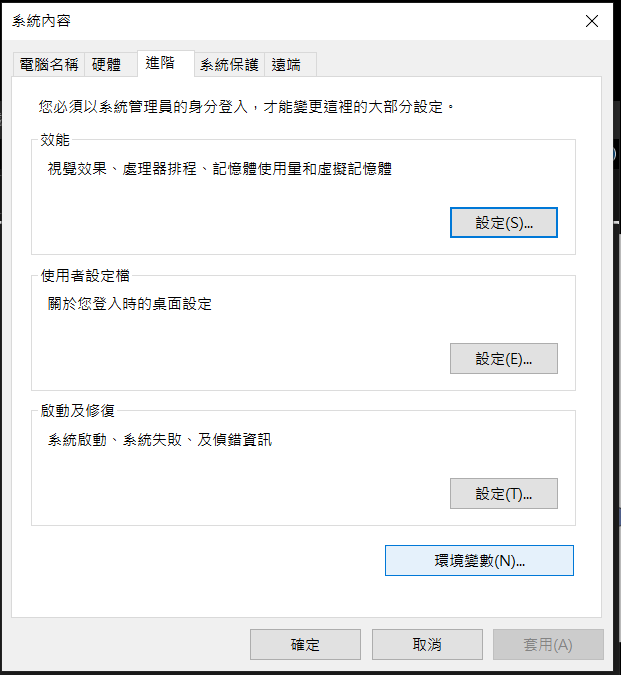 系統內容
電腦名稱 硬體 進階 系統保護 遠端
您必須以系統管理員的身分登入，才能變更這裡的大部分設定。
效能
視覺效果、處理器排程、記憶體使用量和虛擬記憶體
設定(S)...
使用者設定檔
關於您登入時的桌面設定
設定(E)...
啟動及修復
系統啟動、系統失敗、及偵錯資訊
設定(T)...
環境變數(N)...
確定 取消 套用(A)